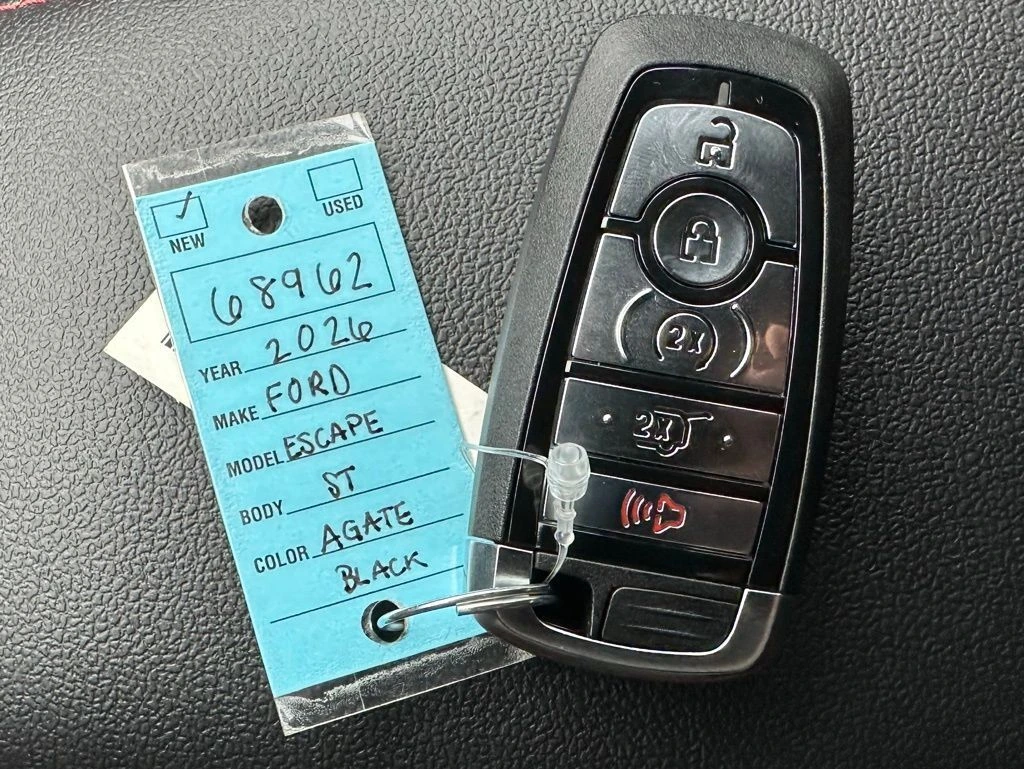 NEW
USED
68962
YEAR 2026
MAKE FORD
MODEL ESCAPE
BODY ST
COLOR AGATE
BLACK
2x
2x